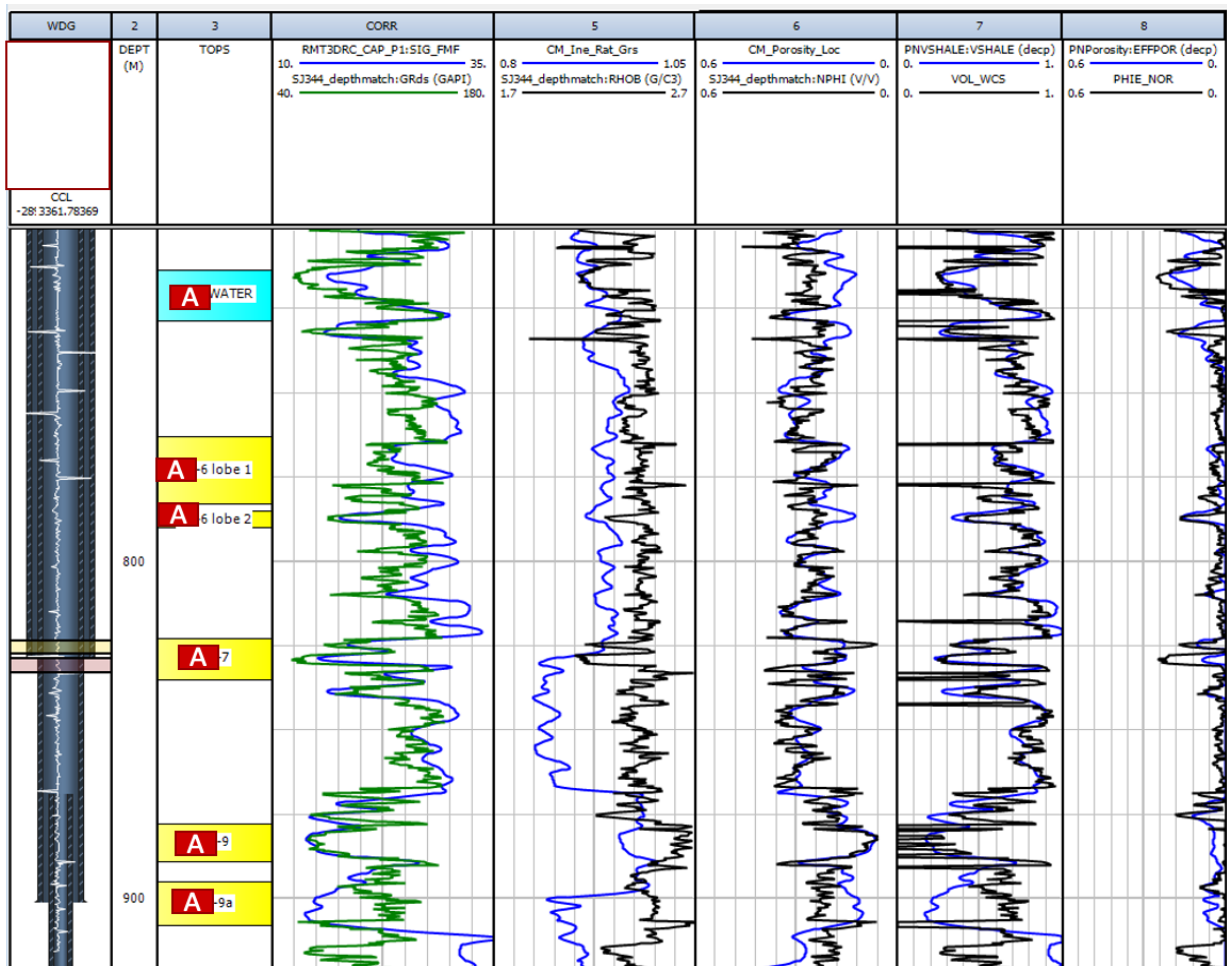 WDG 2 3 CORR 5 6 7 8
DEPT (M)
TOPS
RMT3DRC_CAP_P1:SIG_FMF
10. 35.
SJ344_depthmatch:GRds (GAPI)
40. 180.
CM_Ine_Rat_Grs
0.8 1.05
SJ344_depthmatch:RHOB (G/C3)
1.7 2.7
CM_Porosity_Loc
0.6 0.
SJ344_depthmatch:NPHI (V/V)
0.6 0.
PNVSHALE:VSHALE (decp)
0. 1.
VOL_WCS
0. 1.
PNPorosity:EFFPOR (decp)
0.6 0.
PHIE_NOR
0.6 0.
CCL
3361.78369
A WATER
A -6 lobe 1
A -6 lobe 2
800
A -7
A -9
900
A -9a